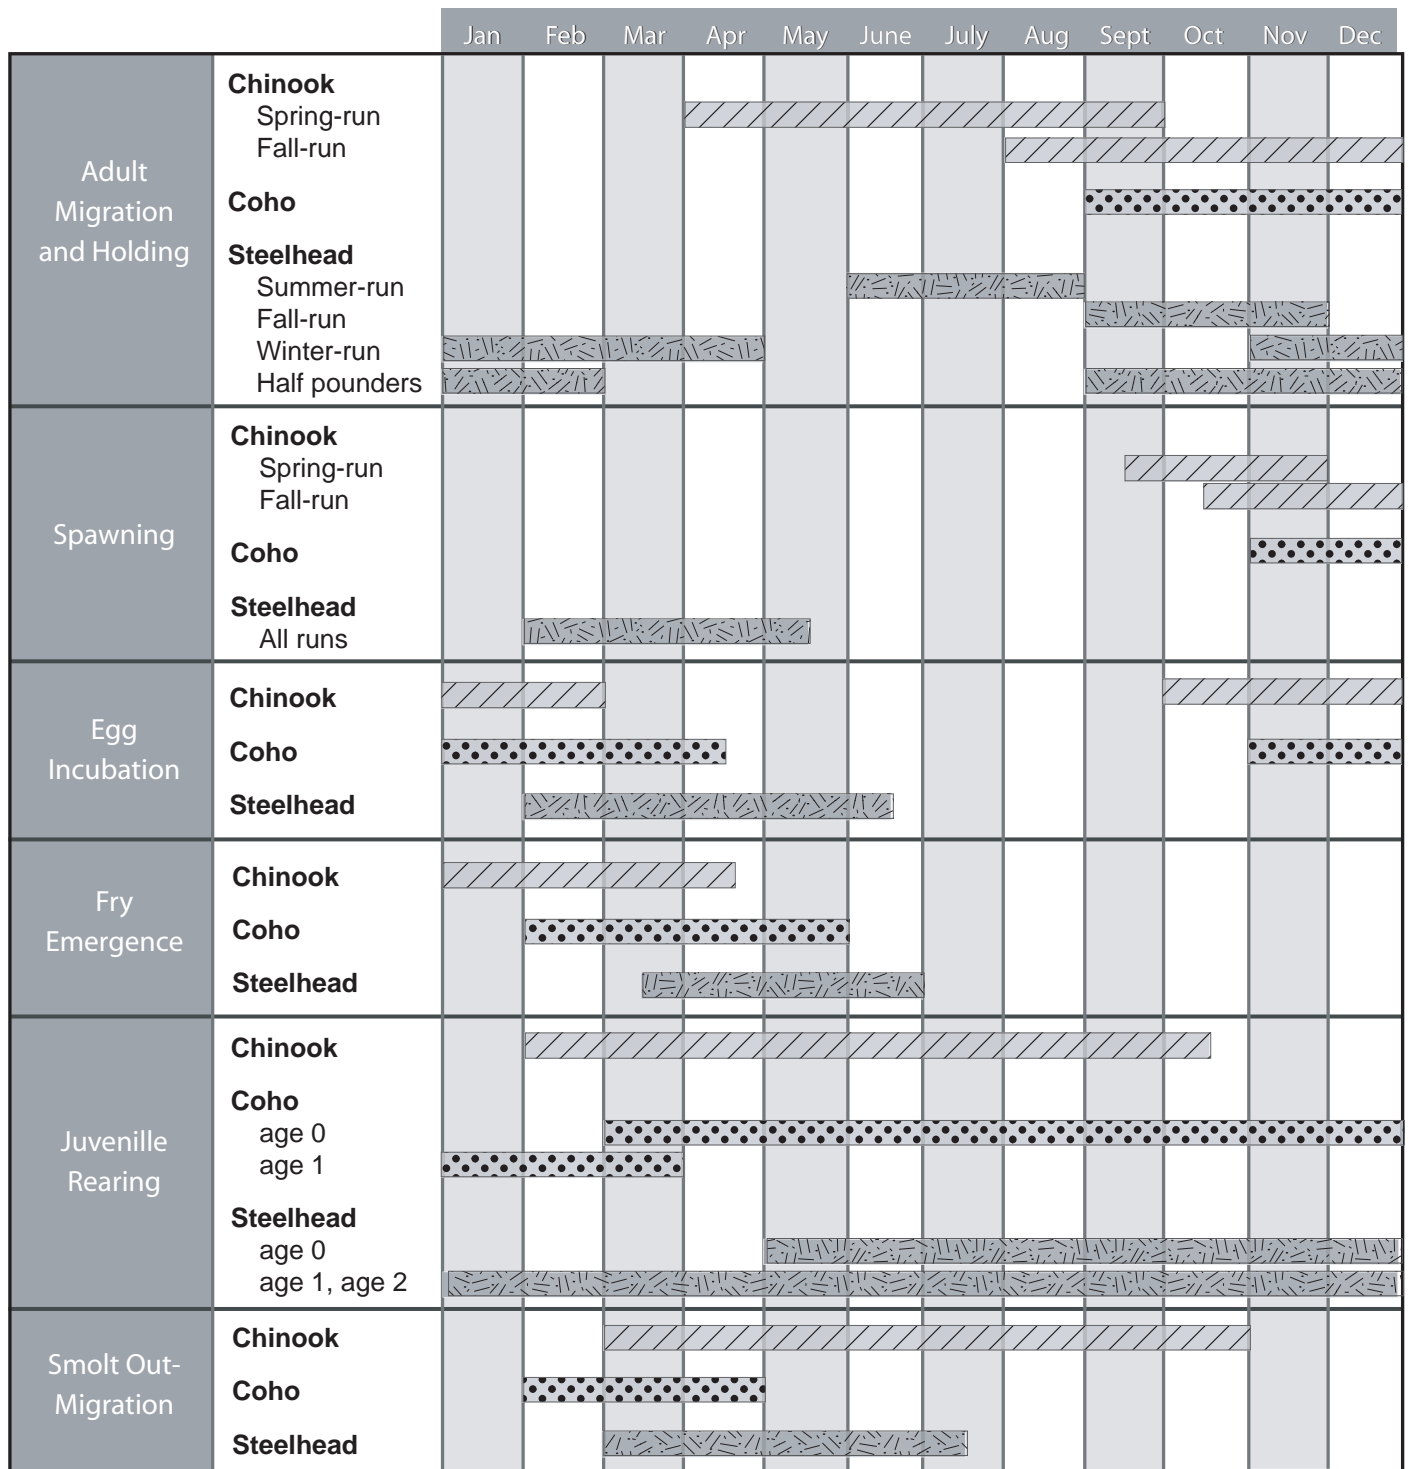 Jan Feb Mar Apr May June July Aug Sept Oct Nov Dec
Adult
Migration
and Holding
Chinook
Spring-run
Fall-run
Coho
Steelhead
Summer-run
Fall-run
Winter-run
Half pounders
Spawning
Chinook
Spring-run
Fall-run
Coho
Steelhead
All runs
Egg
Incubation
Chinook
Coho
Steelhead
Fry
Emergence
Chinook
Coho
Steelhead
Juvenille
Rearing
Chinook
Coho
age 0
age 1
Steelhead
age 0
age 1, age 2
Smolt Out-
Migration
Chinook
Coho
Steelhead